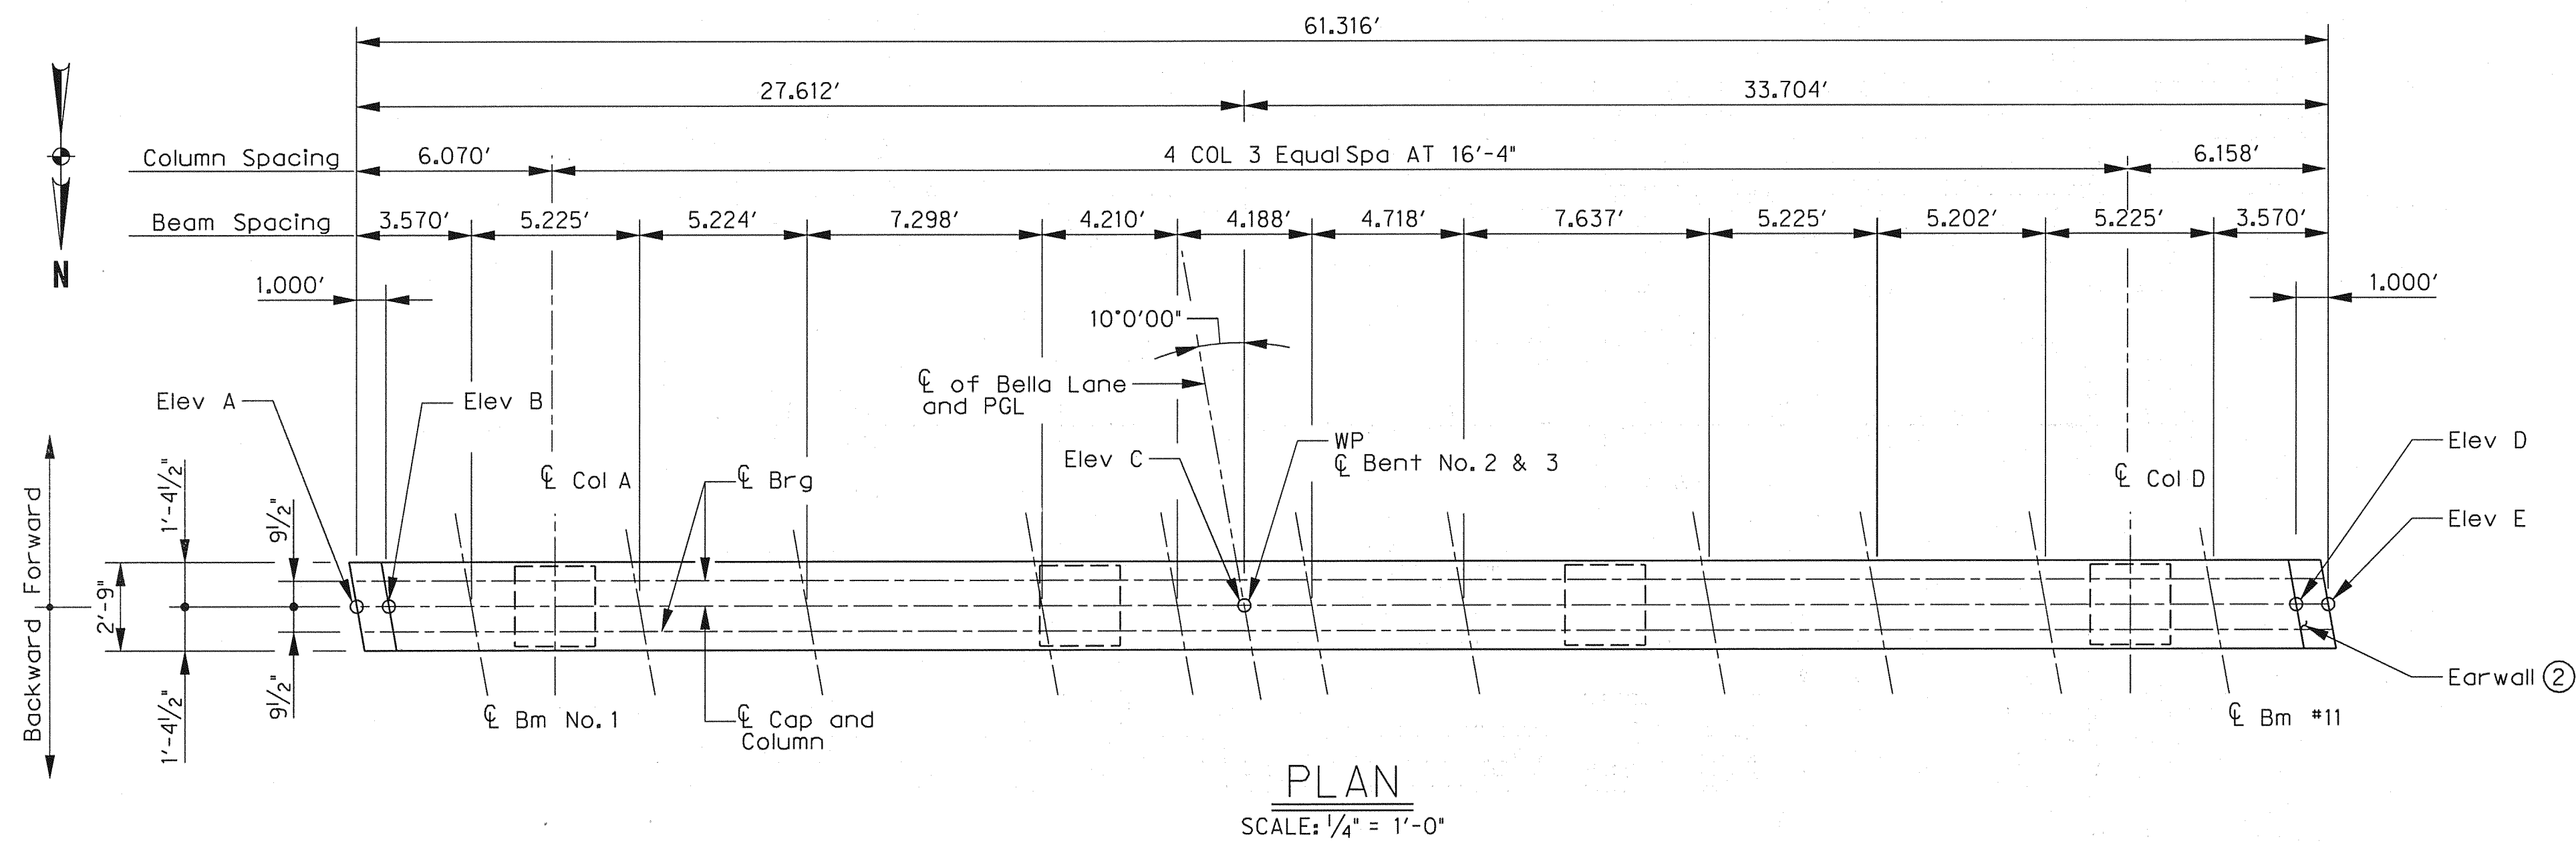 61.316'
27.612' 33.704'
Column Spacing 6.070' 4 COL 3 Equal Spa AT 16'-4" 6.158'
Beam Spacing 3.570' 5.225' 5.224' 7.298' 4.210' 4.188' 4.718' 7.637' 5.225' 5.202' 5.225' 3.570'
N
1.000' 1.000'
10°0'00"
℄ of Bella Lane
and PGL
Elev A Elev B
WP
Elev C ℄ Bent No. 2 & 3
Elev D
℄ Col A ℄ Brg ℄ Col D
Elev E
Backward Forward
2'-9"
1'-4½"
1'-4½"
9½"
9½"
Earwall ②
℄ Bm No. 1 ℄ Cap and
Column
℄ Bm #11
PLAN
SCALE: ¼" = 1'-0"